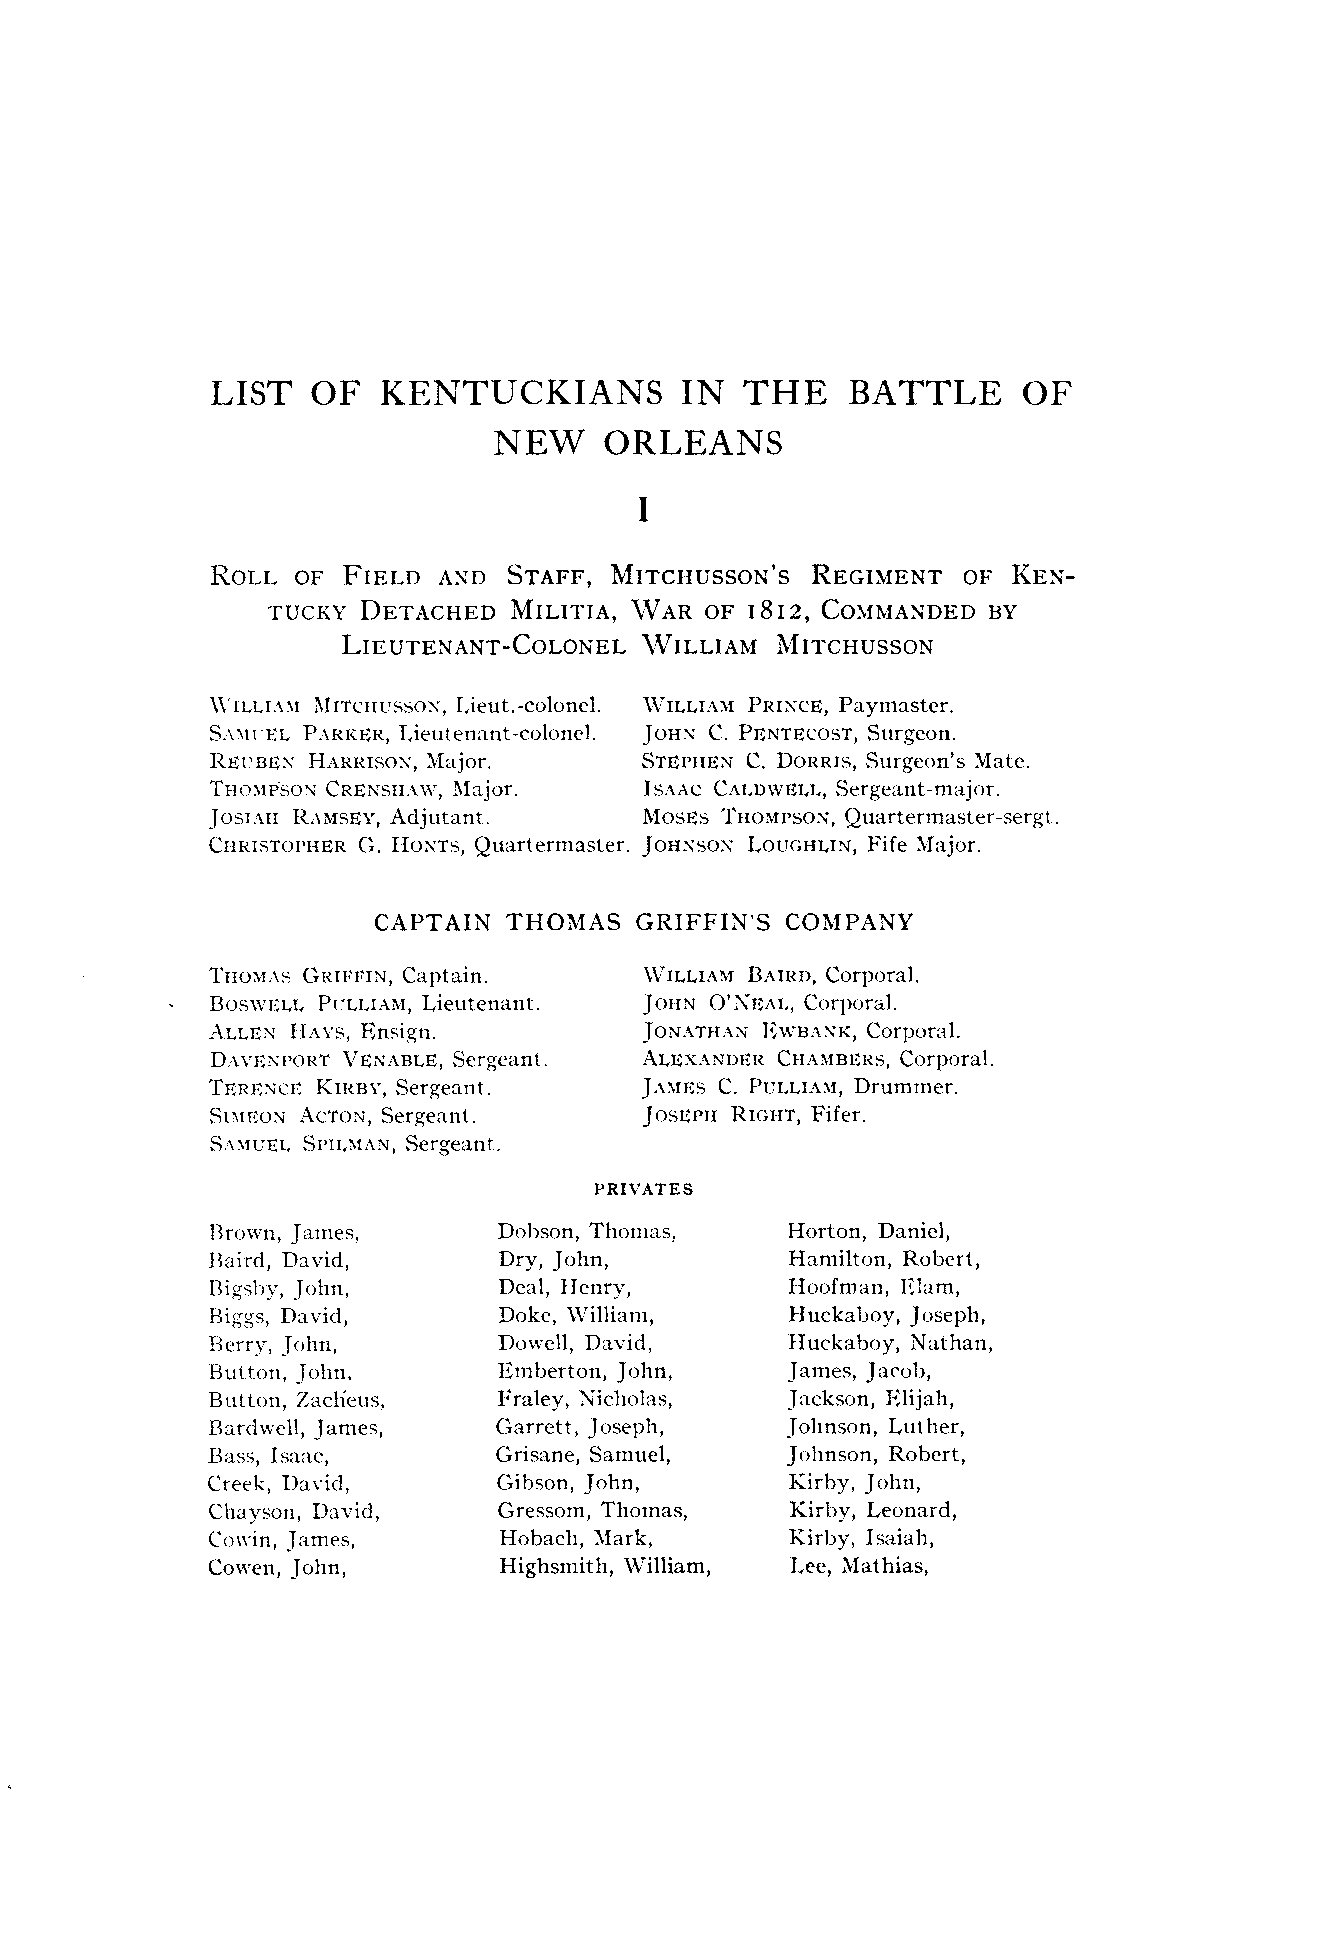 LIST OF KENTUCKIANS IN THE BATTLE OF
NEW ORLEANS
I
ROLL OF FIELD AND STAFF, MITCHUSSON'S REGIMENT OF KEN-
TUCKY DETACHED MILITIA, WAR OF 1812, COMMANDED BY
LIEUTENANT-COLONEL WILLIAM MITCHUSSON
WILLIAM MITCHUSSON, Lieut.-colonel.
SAMUEL PARKER, Lieutenant-colonel.
REUBEN HARRISON, Major.
THOMPSON CRENSHAW, Major.
JOSIAH RAMSEY, Adjutant.
CHRISTOPHER G. HONTS, Quartermaster.
WILLIAM PRINCE, Paymaster.
JOHN C. PENTECOST, Surgeon.
STEPHEN C. DORRIS, Surgeon's Mate.
ISAAC CALDWELL, Sergeant-major.
MOSES THOMPSON, Quartermaster-sergt.
JOHNSON LOUGHLIN, Fife Major.
CAPTAIN THOMAS GRIFFIN'S COMPANY
THOMAS GRIFFIN, Captain.
BOSWELL PULLIAM, Lieutenant.
ALLEN HAYS, Ensign.
DAVENPORT VENABLE, Sergeant.
TERENCE KIRBY, Sergeant.
SIMEON ACTON, Sergeant.
SAMUEL SPILMAN, Sergeant.
WILLIAM BAIRD, Corporal.
JOHN O'NEAL, Corporal.
JONATHAN EWBANK, Corporal.
ALEXANDER CHAMBERS, Corporal.
JAMES C. PULLIAM, Drummer.
JOSEPH RIGHT, Fifer.
PRIVATES
Brown, James,
Baird, David,
Bigsby, John,
Biggs, David,
Berry, John,
Button, John,
Button, Zacheus,
Bardwell, James,
Bass, Isaac,
Creek, David,
Chayson, David,
Cowin, James,
Cowen, John,
Dobson, Thomas,
Dry, John,
Deal, Henry,
Doke, William,
Dowell, David,
Emberton, John,
Fraley, Nicholas,
Garrett, Joseph,
Grisane, Samuel,
Gibson, John,
Gressom, Thomas,
Hobach, Mark,
Highsmith, William,
Horton, Daniel,
Hamilton, Robert,
Hoofman, Elam,
Huckaboy, Joseph,
Huckaboy, Nathan,
James, Jacob,
Jackson, Elijah,
Johnson, Luther,
Johnson, Robert,
Kirby, John,
Kirby, Leonard,
Kirby, Isaiah,
Lee, Mathias,